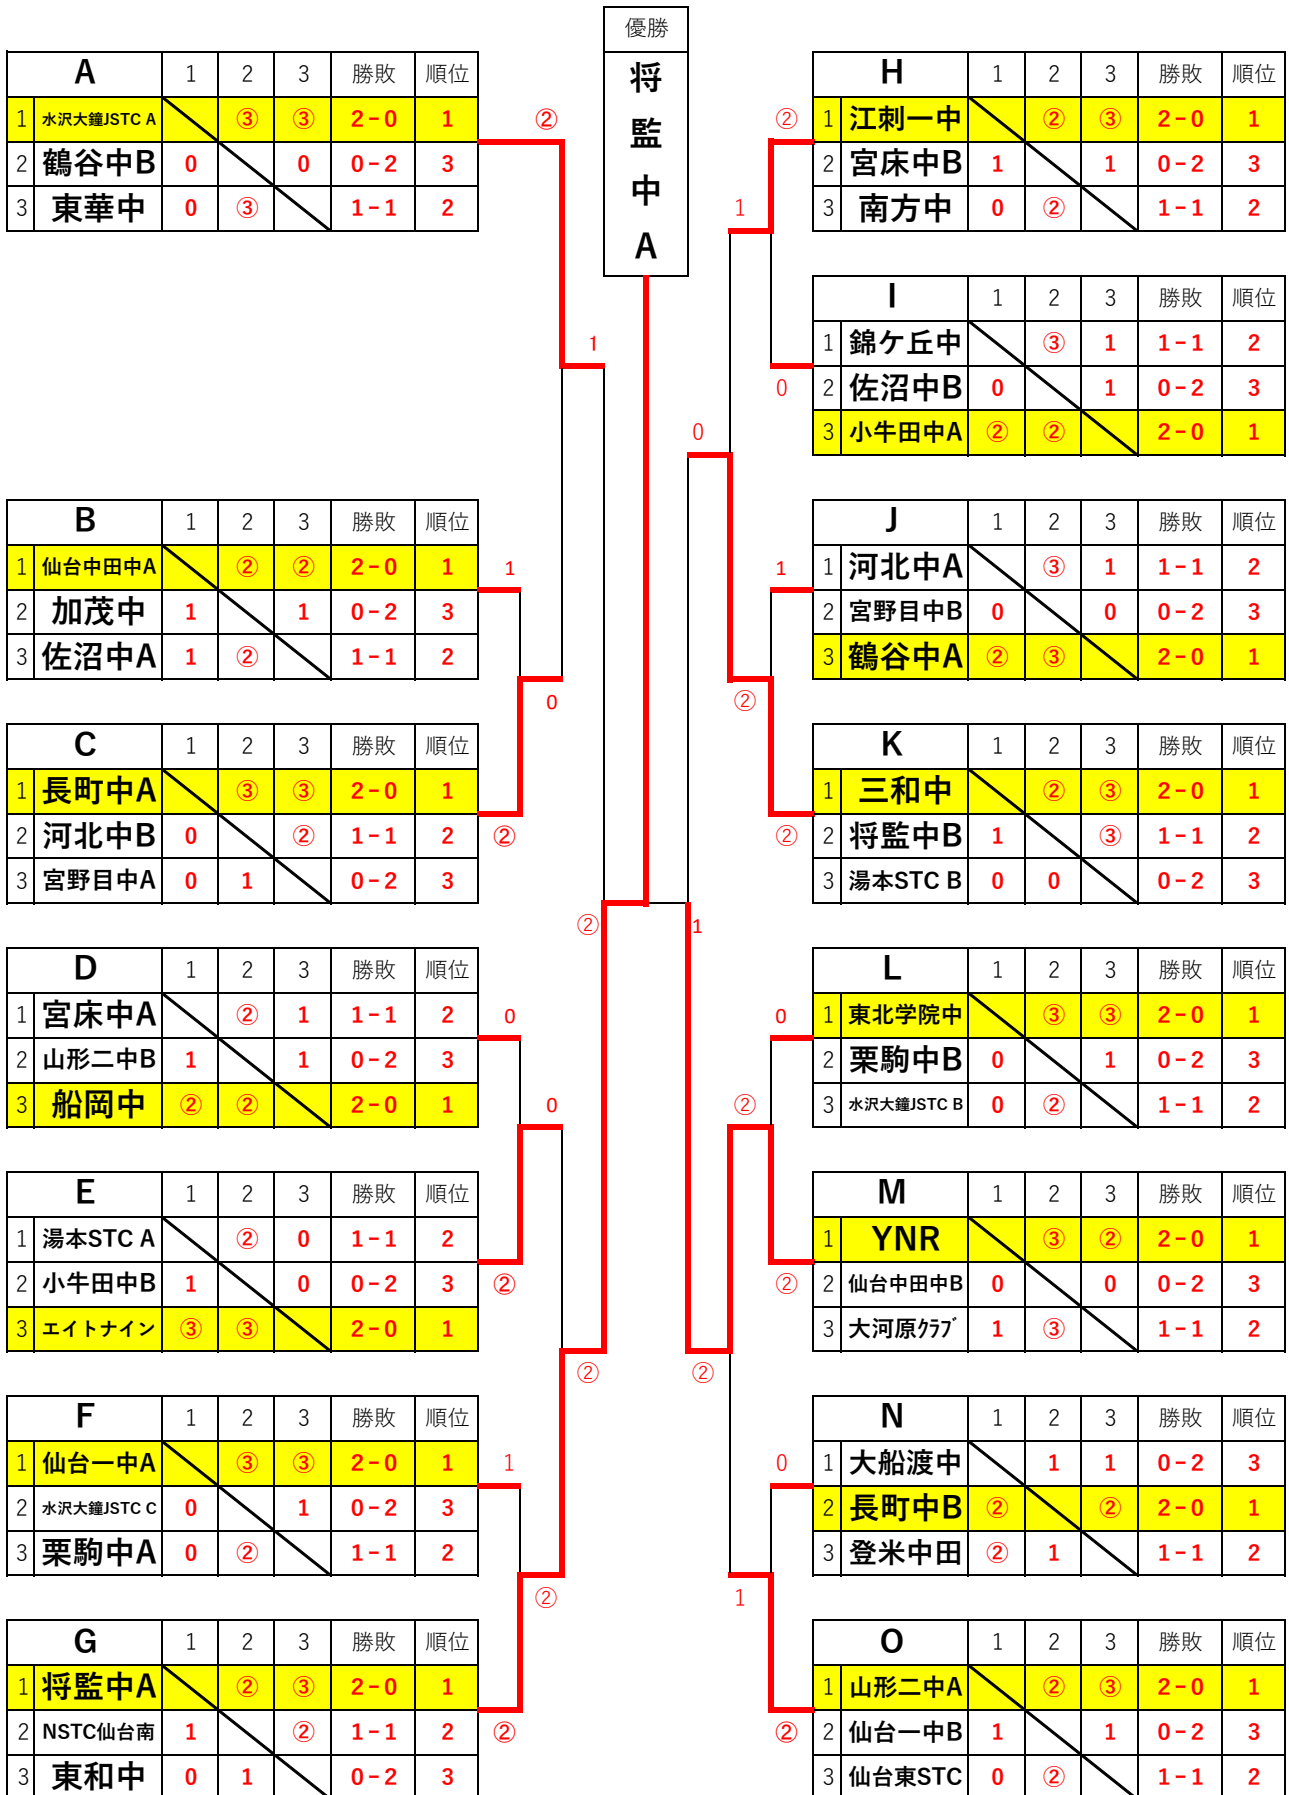 優勝
将
監
中
A
A 1 2 3 勝敗 順位
1 水沢大鐘JSTC A ③ ③ 2-0 1
2 鶴谷中B 0 0 0-2 3
3 東華中 0 ③ 1-1 2
②
1
B 1 2 3 勝敗 順位
1 仙台中田中A ② ② 2-0 1
2 加茂中 1 1 0-2 3
3 佐沼中A 1 ② 1-1 2
1
0
C 1 2 3 勝敗 順位
1 長町中A ③ ③ 2-0 1
2 河北中B 0 ② 1-1 2
3 宮野目中A 0 1 0-2 3
②
②
D 1 2 3 勝敗 順位
1 宮床中A ② 1 1-1 2
2 山形二中B 1 1 0-2 3
3 船岡中 ② ② 2-0 1
0
0
E 1 2 3 勝敗 順位
1 湯本STC A ② 0 1-1 2
2 小牛田中B 1 0 0-2 3
3 エイトナイン ③ ③ 2-0 1
②
②
F 1 2 3 勝敗 順位
1 仙台一中A ③ ③ 2-0 1
2 水沢大鐘JSTC C 0 1 0-2 3
3 栗駒中A 0 ② 1-1 2
1
②
G 1 2 3 勝敗 順位
1 将監中A ② ③ 2-0 1
2 NSTC仙台南 1 ② 1-1 2
3 東和中 0 1 0-2 3
②
H 1 2 3 勝敗 順位
② 1 江刺一中 ② ③ 2-0 1
2 宮床中B 1 1 0-2 3
1 3 南方中 0 ② 1-1 2
I 1 2 3 勝敗 順位
1 錦ケ丘中 ③ 1 1-1 2
0 2 佐沼中B 0 1 0-2 3
0 3 小牛田中A ② ② 2-0 1
J 1 2 3 勝敗 順位
1 1 河北中A ③ 1 1-1 2
2 宮野目中B 0 0 0-2 3
3 鶴谷中A ② ③ 2-0 1
②
K 1 2 3 勝敗 順位
1 三和中 ② ③ 2-0 1
② 2 将監中B 1 ③ 1-1 2
3 湯本STC B 0 0 0-2 3
1
L 1 2 3 勝敗 順位
0 1 東北学院中 ③ ③ 2-0 1
2 栗駒中B 0 1 0-2 3
② 3 水沢大鐘JSTC B 0 ② 1-1 2
M 1 2 3 勝敗 順位
1 YNR ③ ② 2-0 1
② 2 仙台中田中B 0 0 0-2 3
3 大河原ｸﾗﾌﾞ 1 ③ 1-1 2
②
N 1 2 3 勝敗 順位
0 1 大船渡中 1 1 0-2 3
2 長町中B ② ② 2-0 1
3 登米中田 ② 1 1-1 2
1
O 1 2 3 勝敗 順位
1 山形二中A ② ③ 2-0 1
② 2 仙台一中B 1 1 0-2 3
3 仙台東STC 0 ② 1-1 2